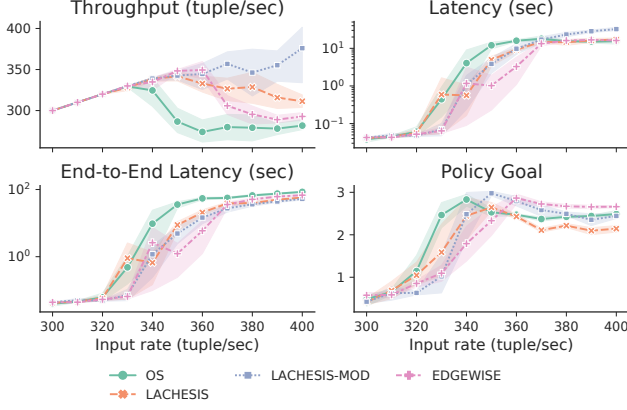 Throughput (tuple/sec)
Latency (sec)
400
350
300
10¹
10⁰
10⁻¹
End-to-End Latency (sec)
Policy Goal
10²
10⁰
3
2
1
300 320 340 360 380 400
300 320 340 360 380 400
Input rate (tuple/sec)
Input rate (tuple/sec)
OS
LACHESIS-MOD
EDGEWISE
LACHESIS